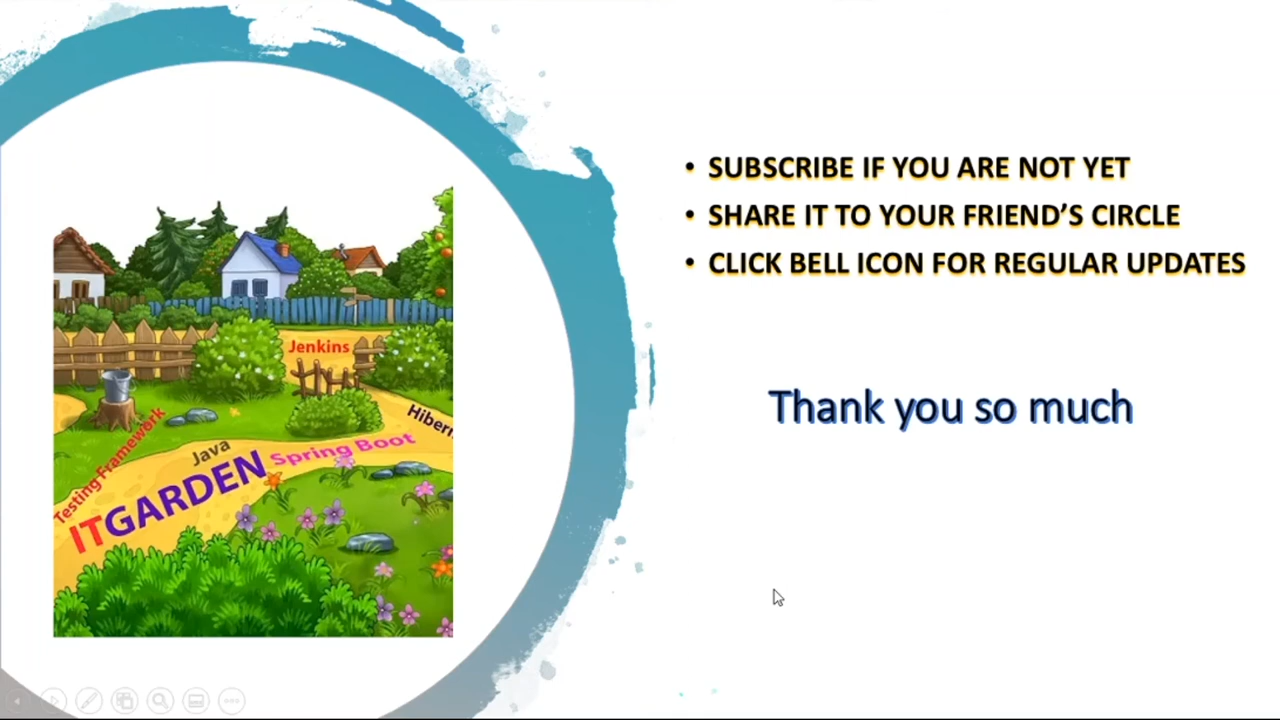 SUBSCRIBE IF YOU ARE NOT YET
SHARE IT TO YOUR FRIEND’S CIRCLE
CLICK BELL ICON FOR REGULAR UPDATES
Thank you so much
Jenkins
Testing Framework
Java
Spring Boot
ITGARDEN